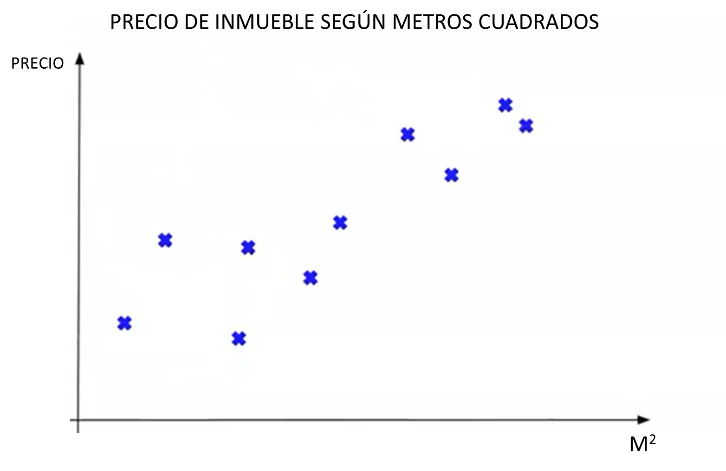 PRECIO DE INMUEBLE SEGÚN METROS CUADRADOS
PRECIO
M²